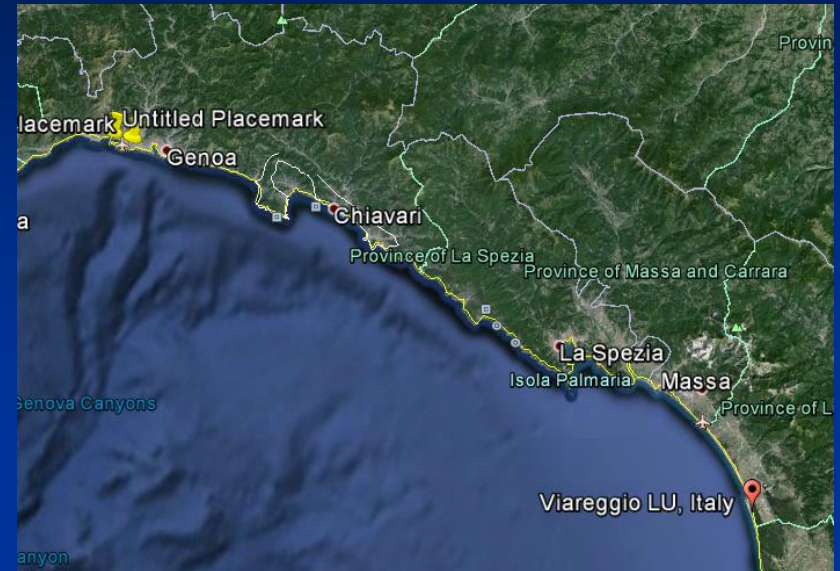 Provin
lacemark Untitled Placemark
Genoa
a
Chiavari
Province of La Spezia
Province of Massa and Carrara
La Spezia
Isola Palmaria
Massa
Genova Canyons
Province of L
Viareggio LU, Italy
anyon